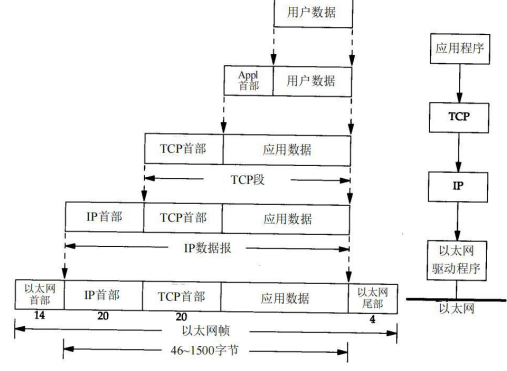 用户数据
应用程序
Appl
首部
用户数据
TCP
TCP首部
应用数据
TCP段
IP
IP首部
TCP首部
应用数据
IP数据报
以太网
驱动程序
以太网
首部
IP首部
TCP首部
应用数据
以太网
尾部
以太网
14
20
20
4
以太网帧
46~1500字节